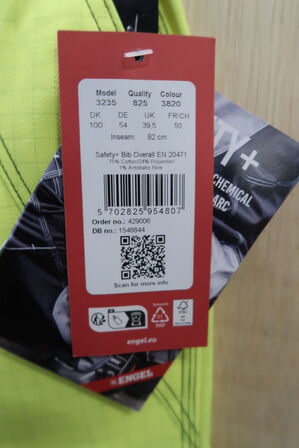 Model Quality Colour
3235 825 3820
DK DE UK FR/CH
100 54 39.5 50
Inseam: 82 cm
Safety+ Bib Overall EN 20471
75% Cotton/24% Polyester/
1% Antistatic fibre
5 702825 954807
Order no.: 429006
DB no.: 1548844
Scan for more info
PAP
FSC
engel.eu
Y+
CHEMICAL
ARC
ENGEL